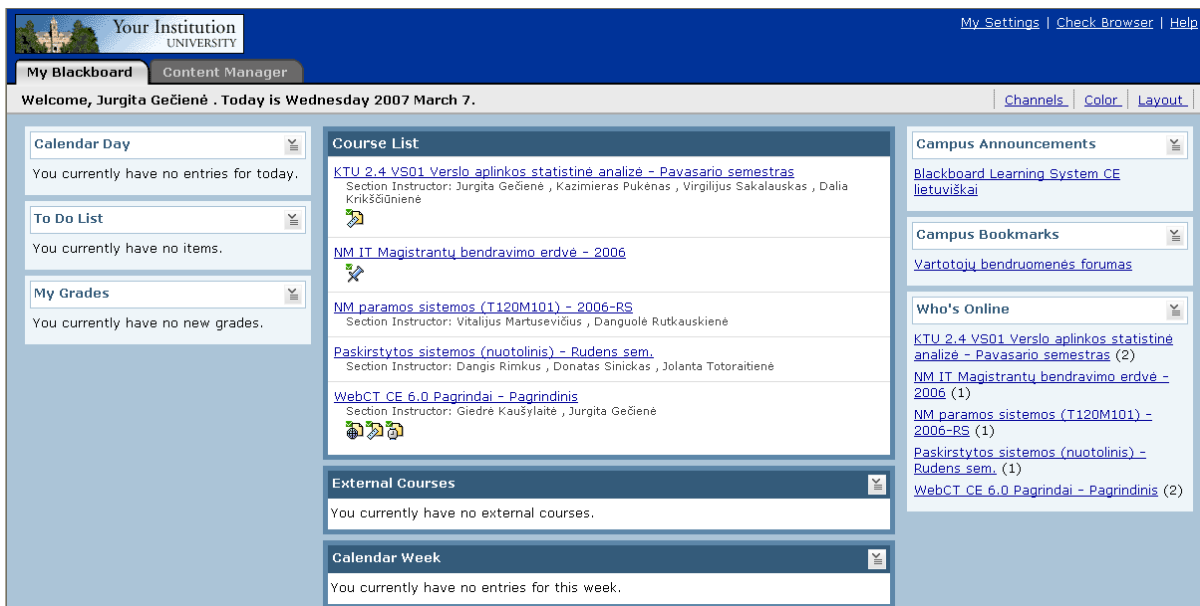 Your Institution
UNIVERSITY
My Settings | Check Browser | Help
My Blackboard
Content Manager
Welcome, Jurgita Gečienė . Today is Wednesday 2007 March 7.
Channels
Color
Layout
Calendar Day
You currently have no entries for today.
To Do List
You currently have no items.
My Grades
You currently have no new grades.
Course List
KTU 2.4 VS01 Verslo aplinkos statistinė analizė - Pavasario semestras
Section Instructor: Jurgita Gečienė , Kazimieras Pukėnas , Virgilijus Sakalauskas , Dalia
Krikščiūnienė
NM IT Magistrantų bendravimo erdvė - 2006
NM paramos sistemos (T120M101) - 2006-RS
Section Instructor: Vitalijus Martusevičius , Danguolė Rutkauskienė
Paskirstytos sistemos (nuotolinis) - Rudens sem.
Section Instructor: Dangis Rimkus , Donatas Sinickas , Jolanta Totoraitienė
WebCT CE 6.0 Pagrindai - Pagrindinis
Section Instructor: Giedrė Kaušylaitė , Jurgita Gečienė
External Courses
You currently have no external courses.
Calendar Week
You currently have no entries for this week.
Campus Announcements
Blackboard Learning System CE
lietuviškai
Campus Bookmarks
Vartotojų bendruomenės forumas
Who's Online
KTU 2.4 VS01 Verslo aplinkos statistinė
analizė - Pavasario semestras (2)
NM IT Magistrantų bendravimo erdvė -
2006 (1)
NM paramos sistemos (T120M101) -
2006-RS (1)
Paskirstytos sistemos (nuotolinis) -
Rudens sem. (1)
WebCT CE 6.0 Pagrindai - Pagrindinis (2)